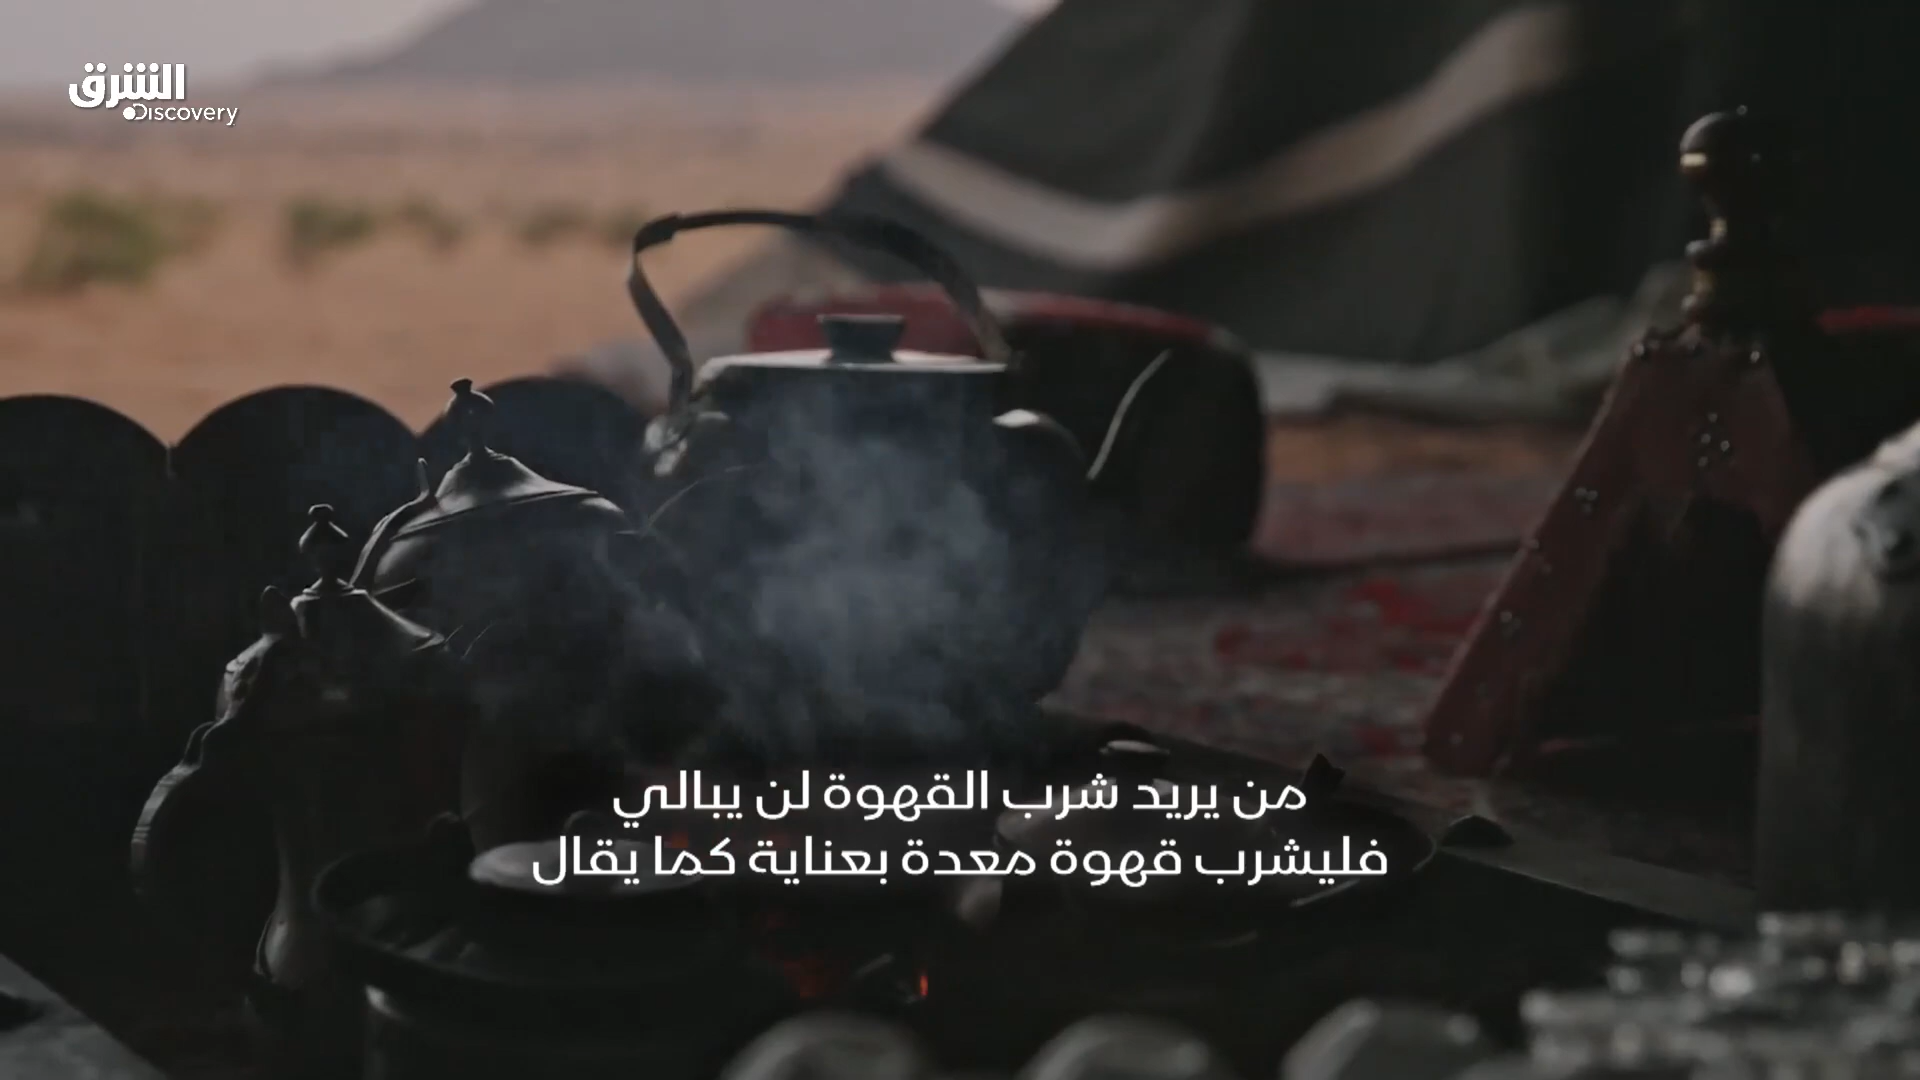 الشرق
Discovery
من يريد شرب القهوة لن يبالي
فليشرب قهوة معدة بعناية كما يقال